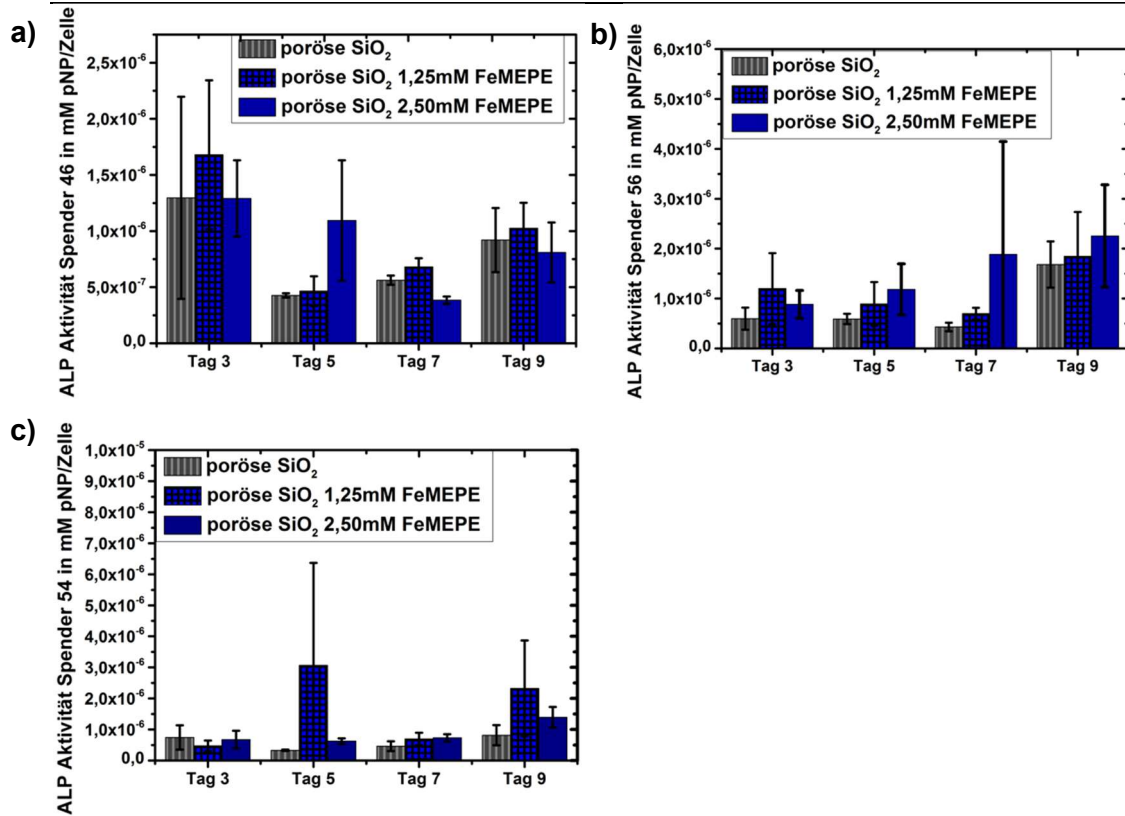 a)
ALP Aktivität Spender 46 in mM pNP/Zelle
2,5x10⁻⁶
2,0x10⁻⁶
1,5x10⁻⁶
1,0x10⁻⁶
5,0x10⁻⁷
0,0
poröse SiO₂
poröse SiO₂ 1,25mM FeMEPE
poröse SiO₂ 2,50mM FeMEPE
Tag 3 Tag 5 Tag 7 Tag 9
b)
ALP Aktivität Spender 56 in mM pNP/Zelle
6,0x10⁻⁶
5,0x10⁻⁶
4,0x10⁻⁶
3,0x10⁻⁶
2,0x10⁻⁶
1,0x10⁻⁶
0,0
poröse SiO₂
poröse SiO₂ 1,25mM FeMEPE
poröse SiO₂ 2,50mM FeMEPE
Tag 3 Tag 5 Tag 7 Tag 9
c)
ALP Aktivität Spender 54 in mM pNP/Zelle
1,0x10⁻⁵
9,0x10⁻⁶
8,0x10⁻⁶
7,0x10⁻⁶
6,0x10⁻⁶
5,0x10⁻⁶
4,0x10⁻⁶
3,0x10⁻⁶
2,0x10⁻⁶
1,0x10⁻⁶
0,0
poröse SiO₂
poröse SiO₂ 1,25mM FeMEPE
poröse SiO₂ 2,50mM FeMEPE
Tag 3 Tag 5 Tag 7 Tag 9